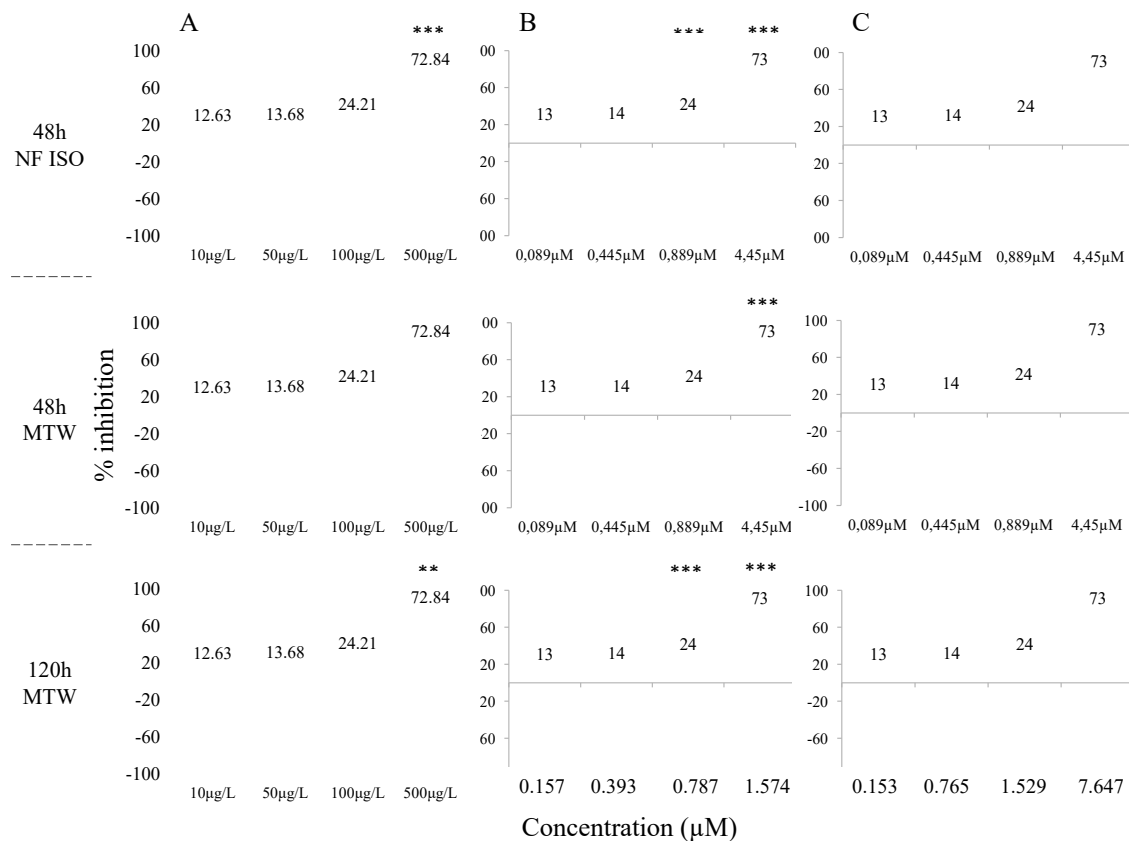 A
B
C
48h
NF ISO
100
60
20
-20
-60
-100
***
12.63 13.68 24.21 72.84
10µg/L 50µg/L 100µg/L 500µg/L
00
60
20
20
60
00
*** ***
13 14 24 73
0,089µM 0,445µM 0,889µM 4,45µM
00
60
20
20
60
00
13 14 24 73
0,089µM 0,445µM 0,889µM 4,45µM
48h
MTW
% inhibition
100
60
20
-20
-60
-100
12.63 13.68 24.21 72.84
10µg/L 50µg/L 100µg/L 500µg/L
00
60
20
20
60
00
***
13 14 24 73
0,089µM 0,445µM 0,889µM 4,45µM
100
60
20
-20
-60
-100
13 14 24 73
0,089µM 0,445µM 0,889µM 4,45µM
120h
MTW
100
60
20
-20
-60
-100
**
12.63 13.68 24.21 72.84
10µg/L 50µg/L 100µg/L 500µg/L
00
60
20
20
60
*** ***
13 14 24 73
0.157 0.393 0.787 1.574
100
60
20
-20
-60
13 14 24 73
0.153 0.765 1.529 7.647
Concentration (µM)